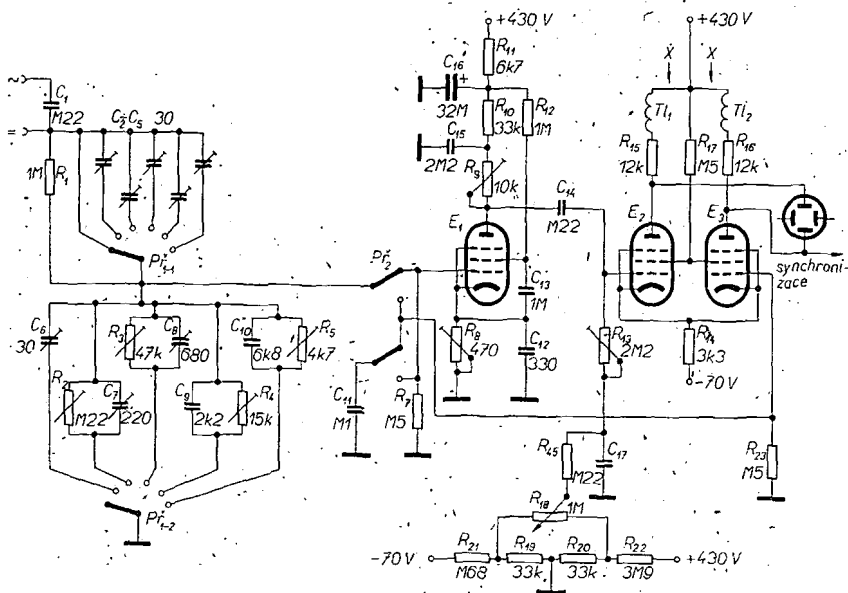 +430 V
+430 V
R11
6k7
C16
+
32M
R10
33k
R12
1M
X
X
Tl1
Tl2
~
C1
M22
C2-C5
30
=
1M
R1
C15
2M2
R9
10k
R15
12k
R17
M5
R16
12k
C14
M22
E1
E2
E3
Př1-1
Př2
synchroni-
zace
C13
1M
C6
30
R3
47k
C8
680
C10
6k8
R5
4k7
R8
470
C12
330
R13
2M2
R14
3k3
-70 V
R2
M22
C7
220
C9
2k2
R4
15k
C11
M1
R7
M5
R45
M22
C17
R23
M5
Př1-2
R18
1M
-70V
R21
M68
R19
33k
R20
33k
R22
3M9
+430V